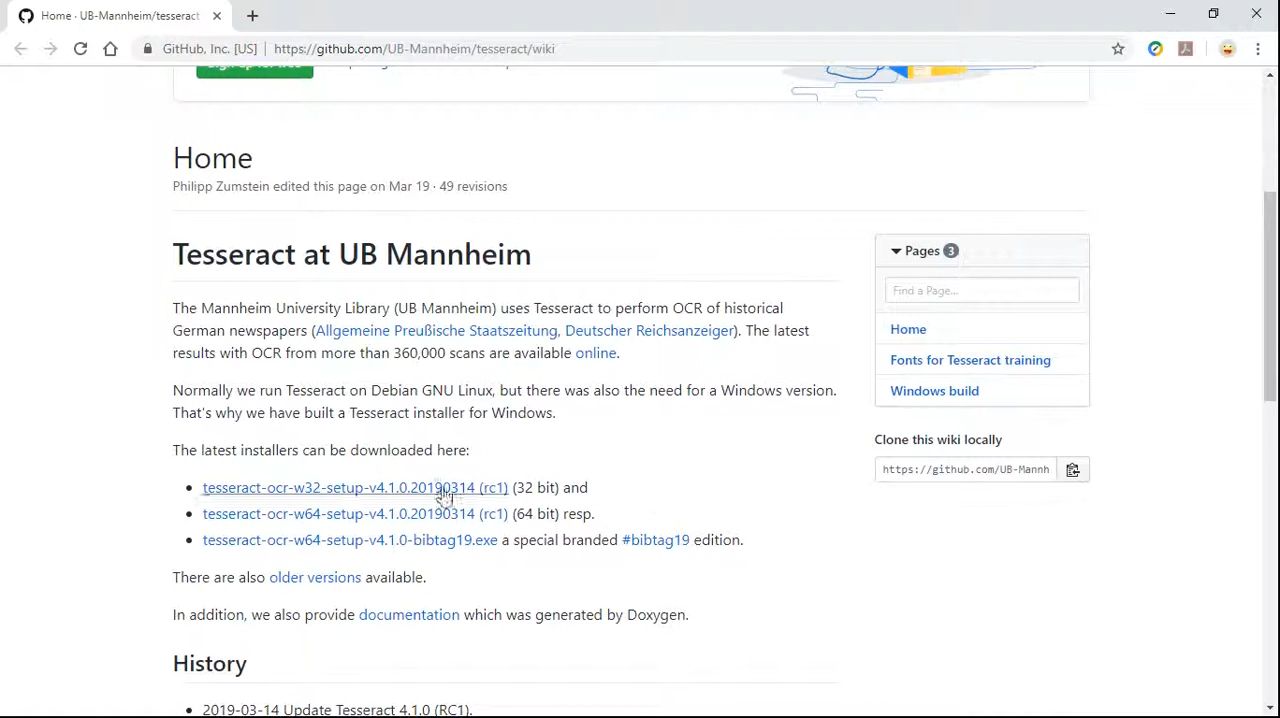 Home · UB-Mannheim/tesseract
GitHub, Inc. [US]
https://github.com/UB-Mannheim/tesseract/wiki
Home
Philipp Zumstein edited this page on Mar 19 · 49 revisions
Tesseract at UB Mannheim
The Mannheim University Library (UB Mannheim) uses Tesseract to perform OCR of historical
German newspapers (Allgemeine Preußische Staatszeitung, Deutscher Reichsanzeiger). The latest
results with OCR from more than 360,000 scans are available online.
Normally we run Tesseract on Debian GNU Linux, but there was also the need for a Windows version.
That's why we have built a Tesseract installer for Windows.
The latest installers can be downloaded here:
• tesseract-ocr-w32-setup-v4.1.0.20190314 (rc1) (32 bit) and
• tesseract-ocr-w64-setup-v4.1.0.20190314 (rc1) (64 bit) resp.
• tesseract-ocr-w64-setup-v4.1.0-bibtag19.exe a special branded #bibtag19 edition.
There are also older versions available.
In addition, we also provide documentation which was generated by Doxygen.
History
• 2019-03-14 Update Tesseract 4.1.0 (RC1).
Pages 3
Find a Page...
Home
Fonts for Tesseract training
Windows build
Clone this wiki locally
https://github.com/UB-Mannh